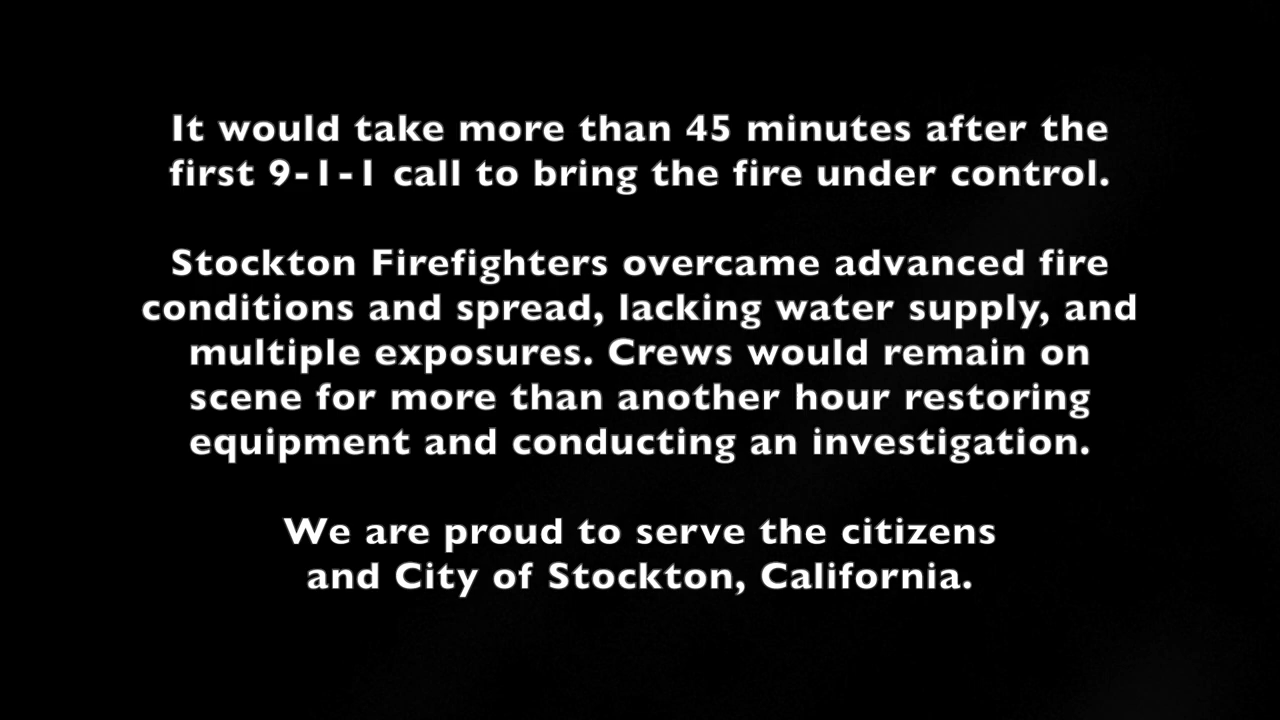 It would take more than 45 minutes after the
first 9-1-1 call to bring the fire under control.
Stockton Firefighters overcame advanced fire
conditions and spread, lacking water supply, and
multiple exposures. Crews would remain on
scene for more than another hour restoring
equipment and conducting an investigation.
We are proud to serve the citizens
and City of Stockton, California.